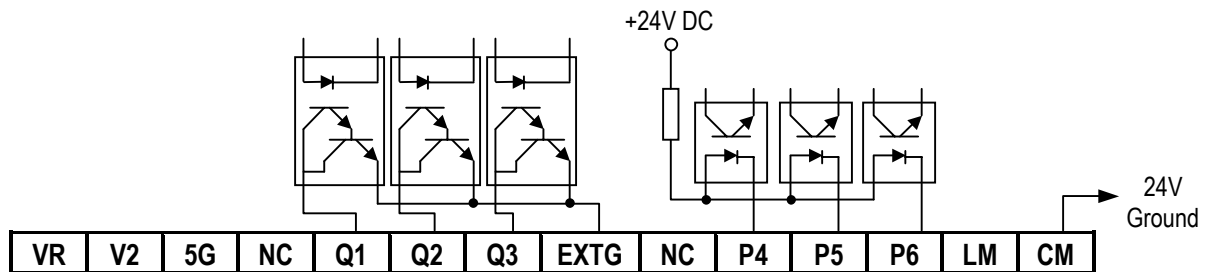 +24V DC
24V
Ground
VR V2 5G NC Q1 Q2 Q3 EXTG NC P4 P5 P6 LM CM